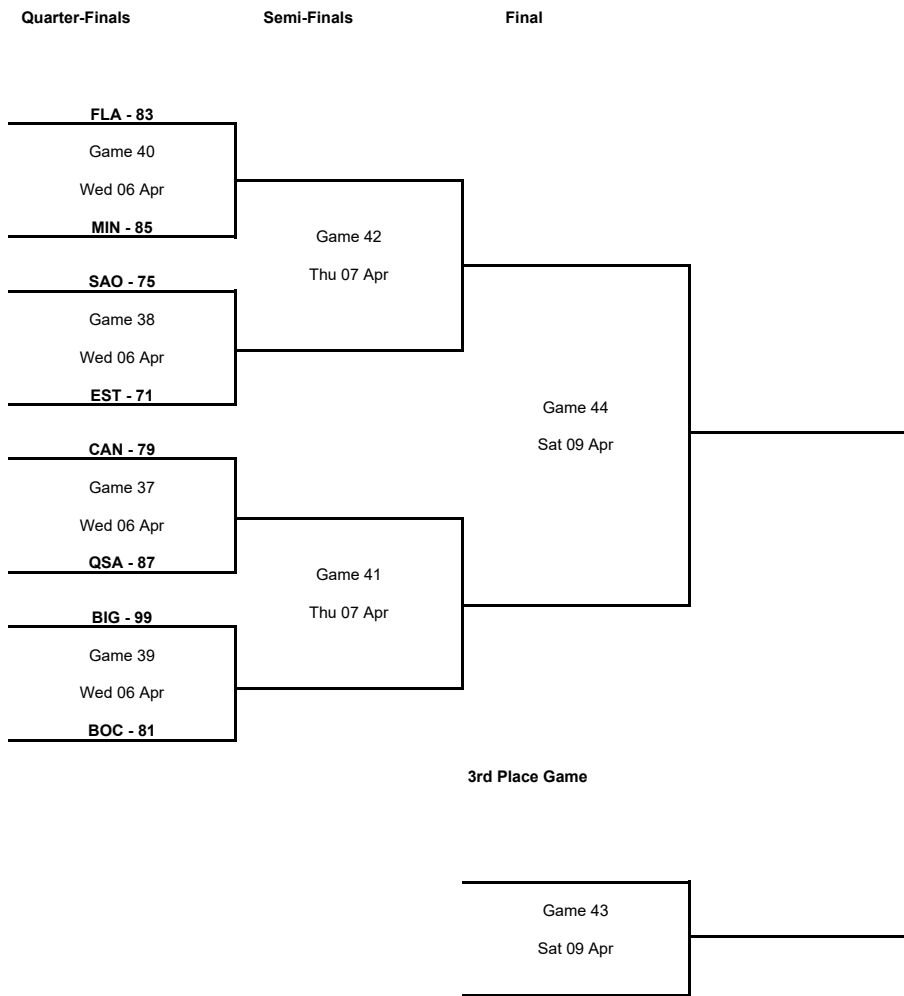 Quarter-Finals Semi-Finals Final
FLA - 83
Game 40
Wed 06 Apr
MIN - 85
Game 42
Thu 07 Apr
SAO - 75
Game 38
Wed 06 Apr
EST - 71
Game 44
Sat 09 Apr
CAN - 79
Game 37
Wed 06 Apr
QSA - 87
Game 41
Thu 07 Apr
BIG - 99
Game 39
Wed 06 Apr
BOC - 81
3rd Place Game
Game 43
Sat 09 Apr